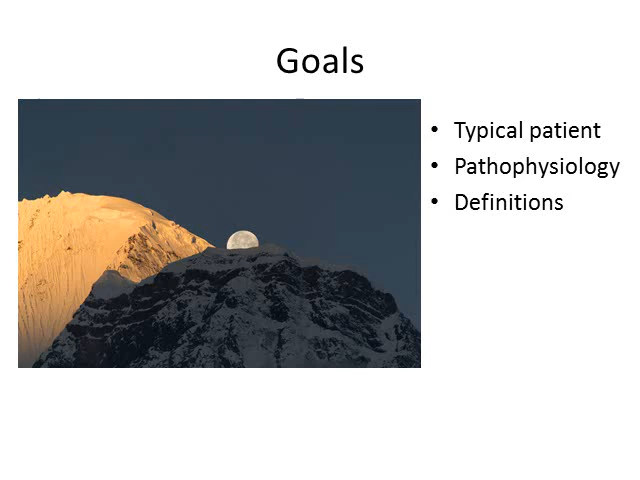 Goals
• Typical patient
• Pathophysiology
• Definitions